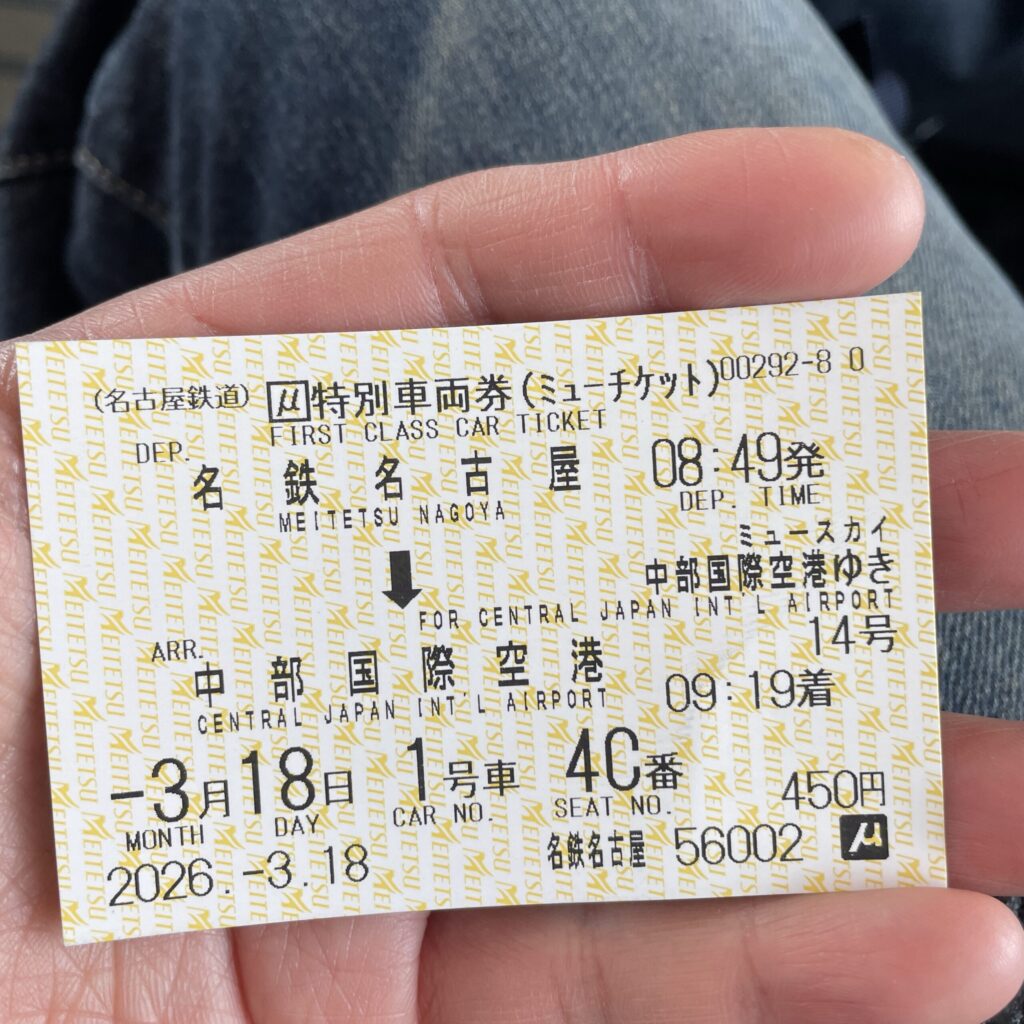 (名古屋鉄道) μ特別車両券(ミューチケット) 00292-8 0
FIRST CLASS CAR TICKET
DEP.
名鉄名古屋 08:49発
MEITETSU NAGOYA DEP. TIME
ミュースカイ
中部国際空港ゆき
FOR CENTRAL JAPAN INT'L AIRPORT
14号
ARR.
中部国際空港 09:19着
CENTRAL JAPAN INT'L AIRPORT
-3月18日 1号車 4C番 450円
MONTH DAY CAR NO. SEAT NO.
2026.-3.18 名鉄名古屋 56002 μ
MEITETSU